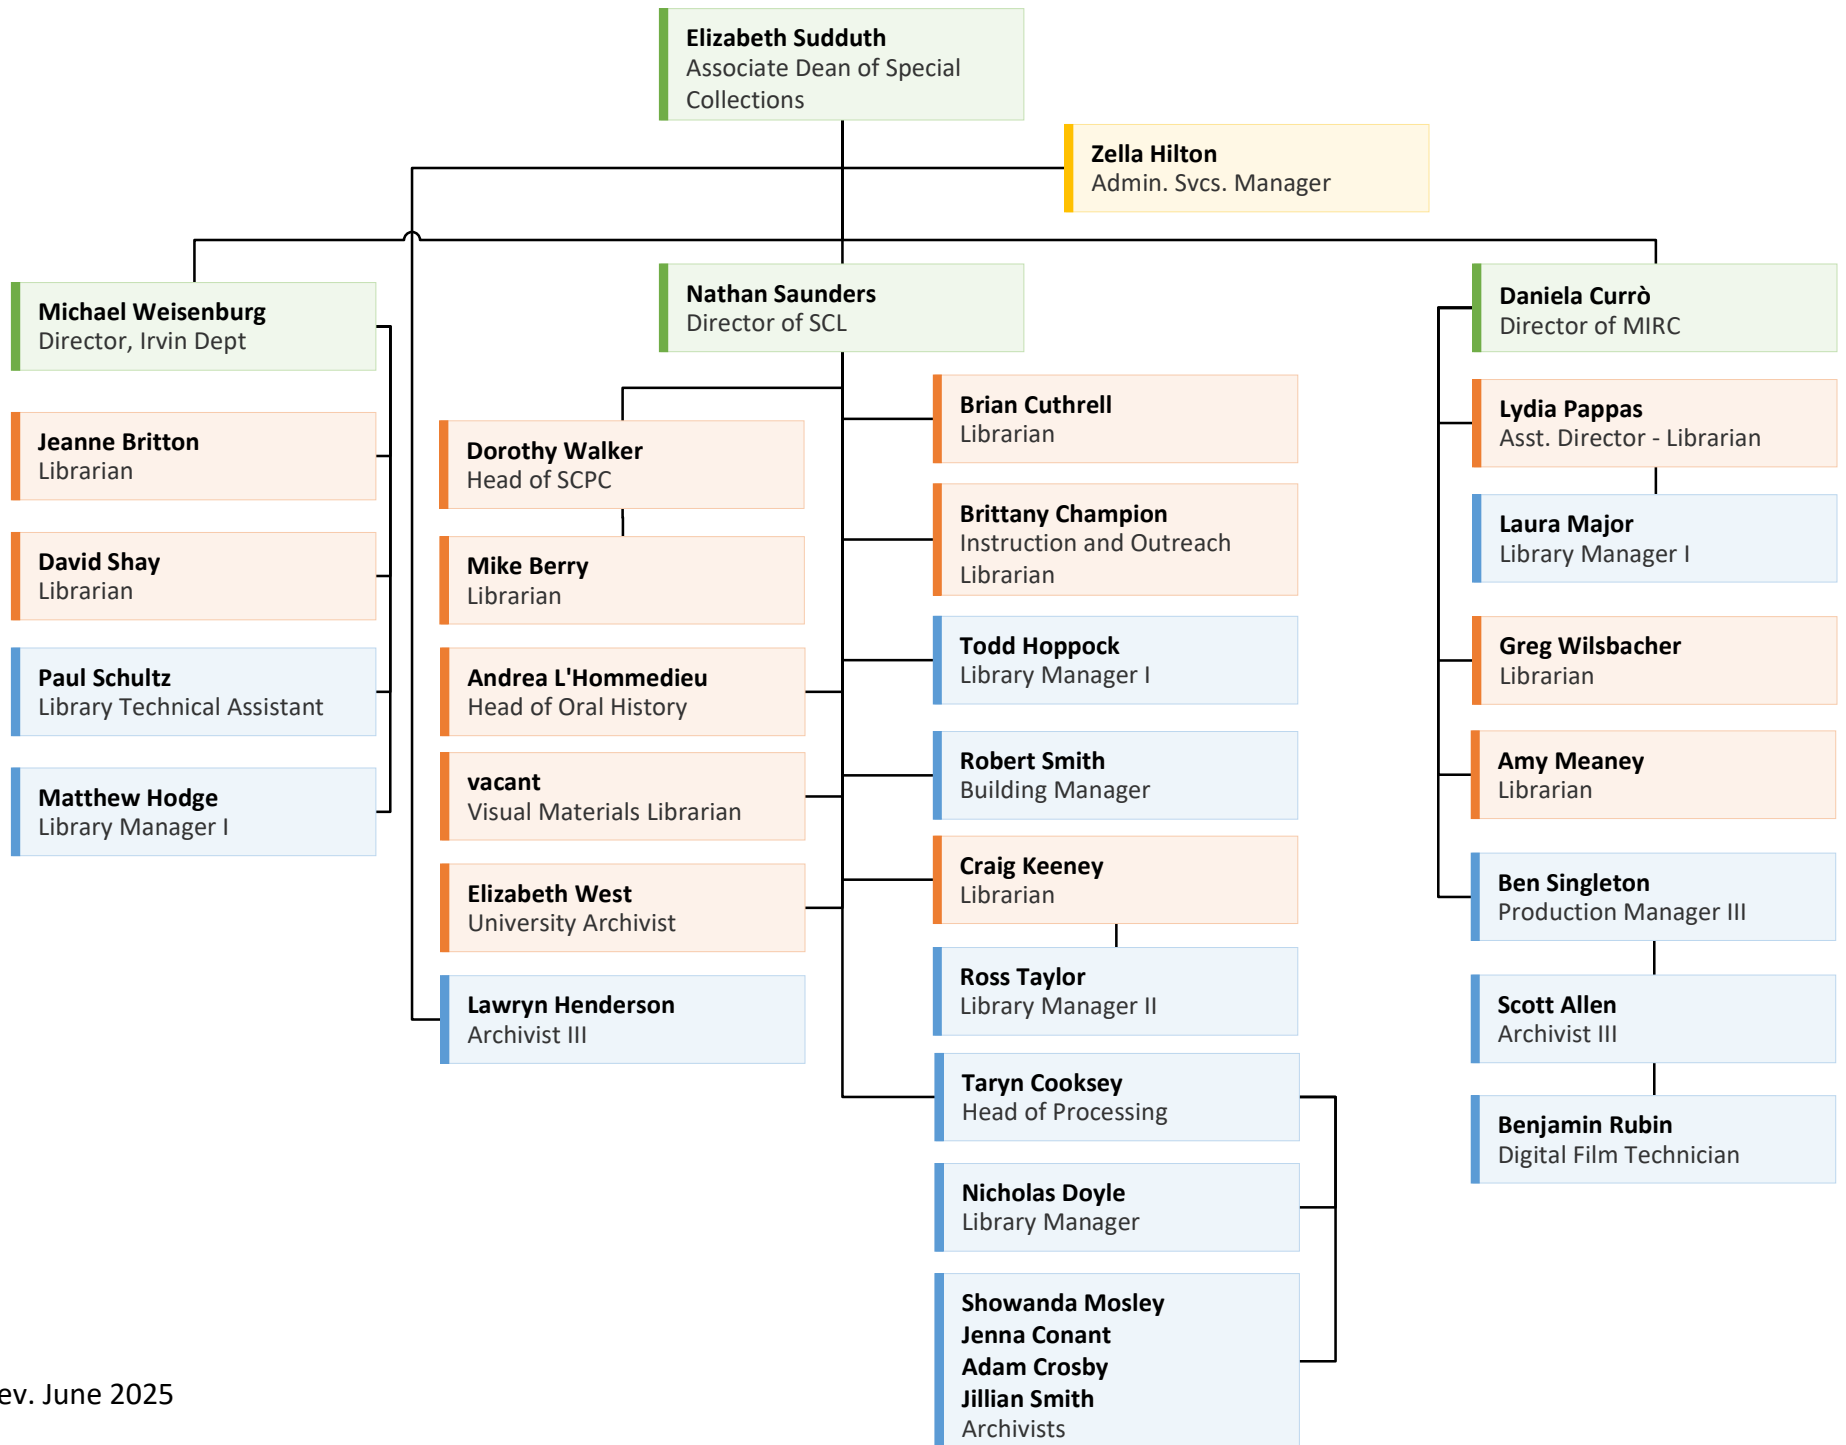 Elizabeth Sudduth
Associate Dean of Special
Collections
Zella Hilton
Admin. Svcs. Manager
Michael Weisenburg
Director, Irvin Dept
Jeanne Britton
Librarian
David Shay
Librarian
Paul Schultz
Library Technical Assistant
Matthew Hodge
Library Manager I
Nathan Saunders
Director of SCL
Dorothy Walker
Head of SCPC
Mike Berry
Librarian
Andrea L'Hommedieu
Head of Oral History
vacant
Visual Materials Librarian
Elizabeth West
University Archivist
Lawryn Henderson
Archivist III
Brian Cuthrell
Librarian
Brittany Champion
Instruction and Outreach
Librarian
Todd Hoppock
Library Manager I
Robert Smith
Building Manager
Craig Keeney
Librarian
Ross Taylor
Library Manager II
Taryn Cooksey
Head of Processing
Nicholas Doyle
Library Manager
Showanda Mosley
Jenna Conant
Adam Crosby
Jillian Smith
Archivists
Daniela Currò
Director of MIRC
Lydia Pappas
Asst. Director - Librarian
Laura Major
Library Manager I
Greg Wilsbacher
Librarian
Amy Meaney
Librarian
Ben Singleton
Production Manager III
Scott Allen
Archivist III
Benjamin Rubin
Digital Film Technician
ev. June 2025